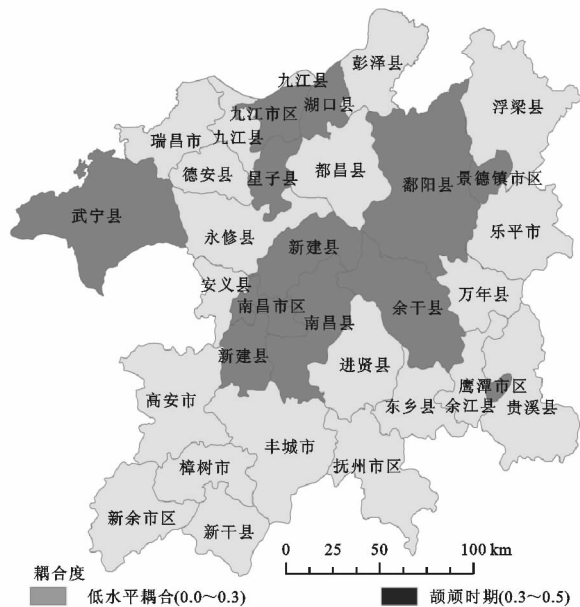 彭泽县
九江县
湖口县
浮梁县
九江市区
瑞昌市
九江县
德安县
星子县
都昌县
鄱阳县
景德镇市区
武宁县
永修县
新建县
乐平市
安义县
南昌市区
南昌县
余干县
万年县
新建县
进贤县
鹰潭市区
高安市
东乡县
余江县
贵溪县
丰城市
抚州市区
樟树市
新余市区
新干县
0 25 50 100 km
耦合度
低水平耦合(0.0~0.3)
颉颃时期(0.3~0.5)